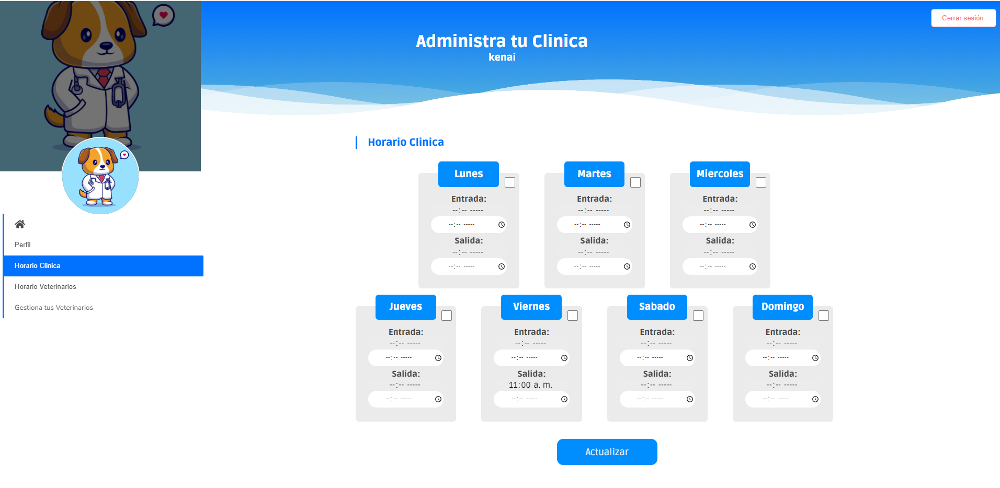 Cerrar sesión
Administra tu Clinica
kenai
Perfil
Horario Clinica
Horario Veterinarios
Gestiona tus Veterinarios
Horario Clinica
Lunes
Entrada:
--:-- -----
--:-- -----
Salida:
--:-- -----
--:-- -----
Martes
Entrada:
--:-- -----
--:-- -----
Salida:
--:-- -----
--:-- -----
Miercoles
Entrada:
--:-- -----
--:-- -----
Salida:
--:-- -----
--:-- -----
Jueves
Entrada:
--:-- -----
--:-- -----
Salida:
--:-- -----
--:-- -----
Viernes
Entrada:
--:-- -----
--:-- -----
Salida:
11:00 a. m.
--:-- -----
Sabado
Entrada:
--:-- -----
--:-- -----
Salida:
--:-- -----
--:-- -----
Domingo
Entrada:
--:-- -----
--:-- -----
Salida:
--:-- -----
--:-- -----
Actualizar